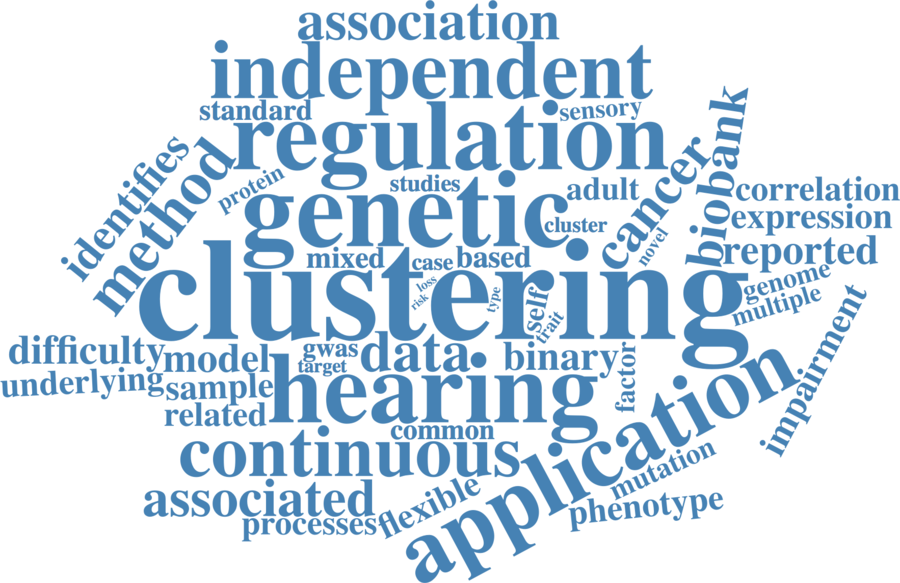 association
independent
standard
sensory
regulation
identifies
method
protein
studies
genetic
adult
cancer
biobank
correlation
cluster
expression
novel
reported
mixed
case
based
clustering
loss
risk
type
self
trait
genome
multiple
difficulty
model
gwas
data
binary
impairment
target
underlying
sample
hearing
factor
related
application
common
continuous
mutation
associated
flexible
phenotype
processes